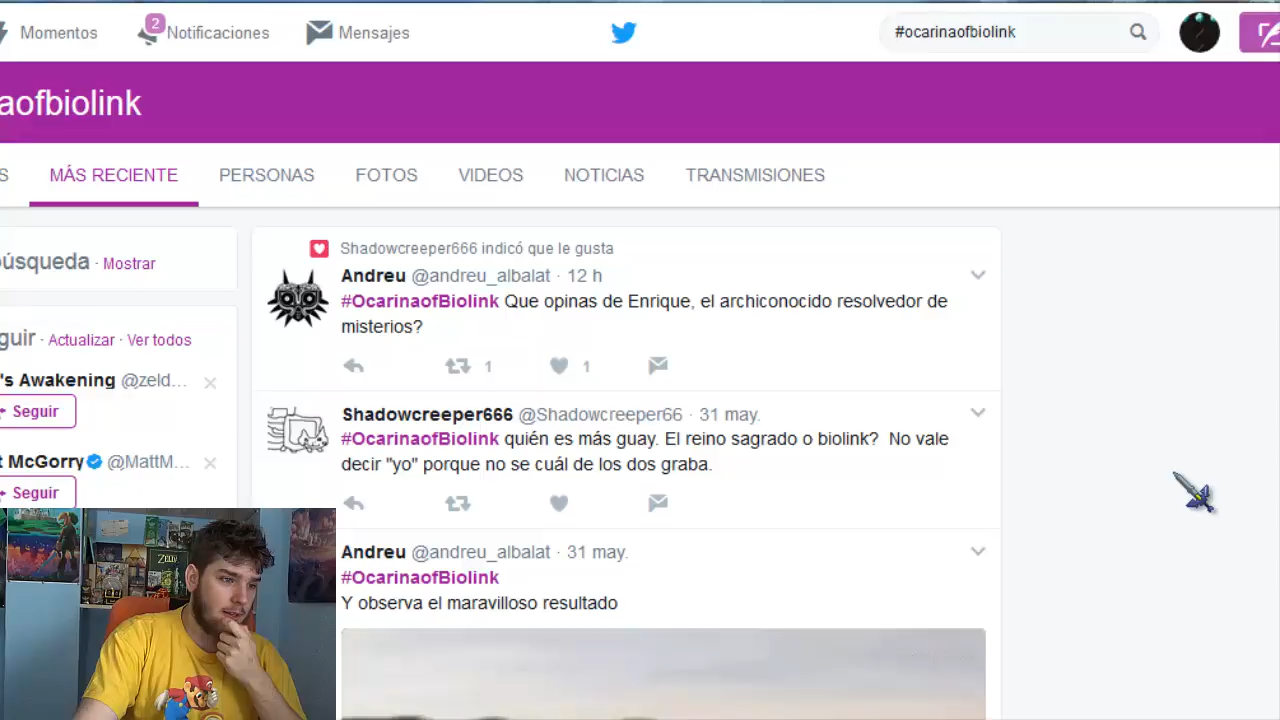 Momentos
2
Notificaciones
Mensajes
#ocarinaofbiolink
aofbiolink
S
MÁS RECIENTE
PERSONAS
FOTOS
VIDEOS
NOTICIAS
TRANSMISIONES
búsqueda · Mostrar
guir · Actualizar · Ver todos
's Awakening @zeld...
Seguir
t McGorry @MattM...
Seguir
Shadowcreeper666 indicó que le gusta
Andreu @andreu_albalat · 12 h
#OcarinaofBiolink Que opinas de Enrique, el archiconocido resolvedor de
misterios?
1
1
Shadowcreeper666 @Shadowcreeper66 · 31 may.
#OcarinaofBiolink quién es más guay. El reino sagrado o biolink? No vale
decir "yo" porque no se cuál de los dos graba.
Andreu @andreu_albalat · 31 may.
#OcarinaofBiolink
Y observa el maravilloso resultado
ZELDA